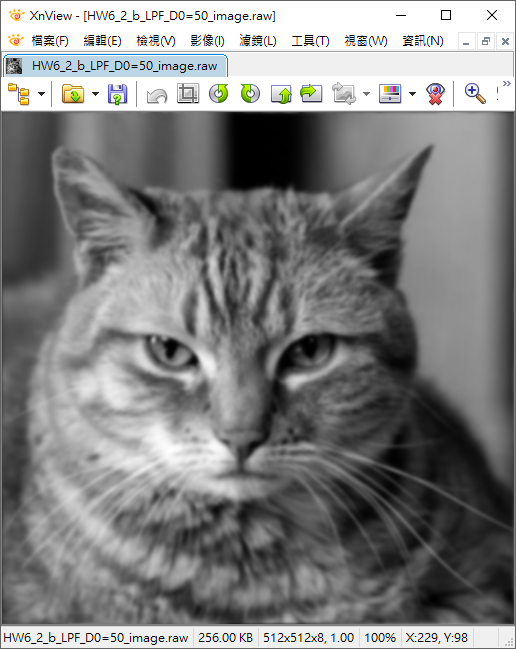 XnView - [HW6_2_b_LPF_D0=50_image.raw]
檔案(F) 編輯(E) 檢視(V) 影像(I) 濾鏡(L) 工具(T) 視窗(W) 資訊(N)
HW6_2_b_LPF_D0=50_image.raw
HW6_2_b_LPF_D0=50_image.raw 256.00 KB 512x512x8, 1.00 100% X:229, Y:98